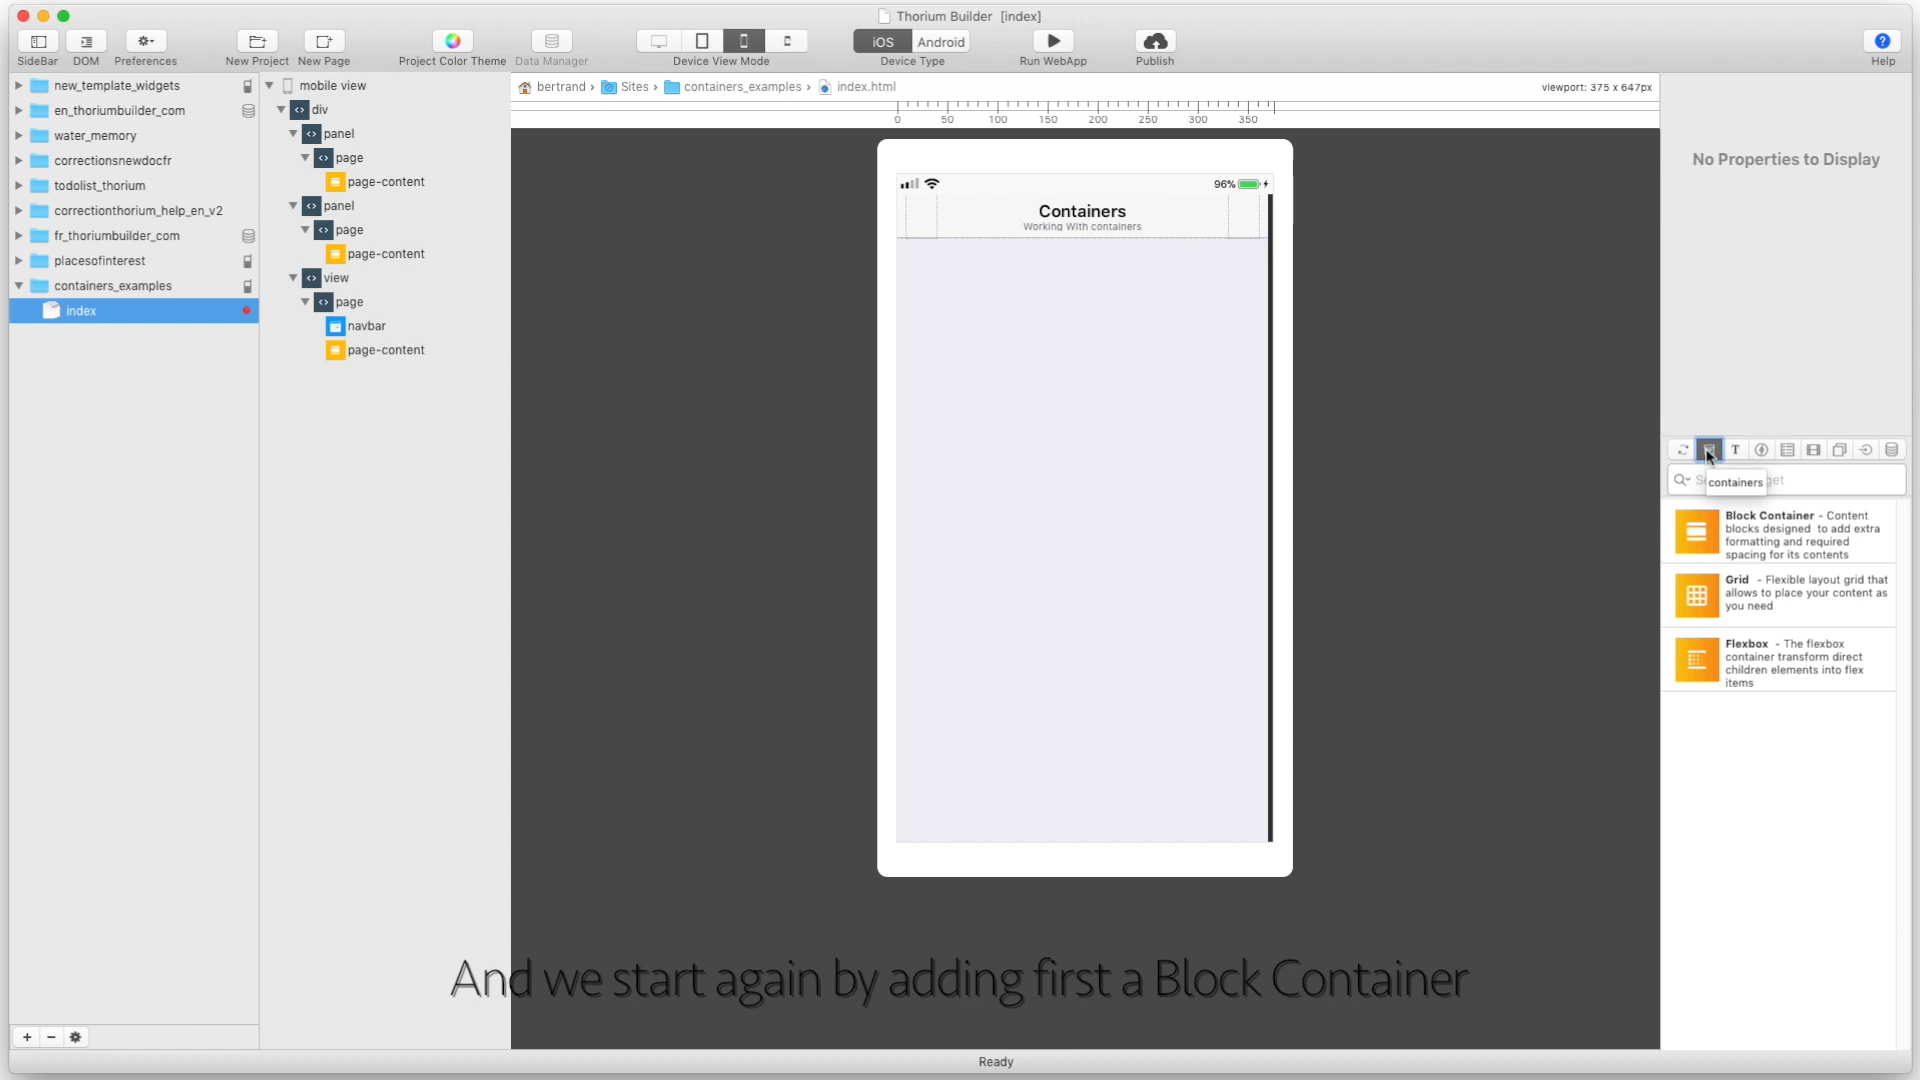 Thorium Builder [index]
SideBar
DOM
Preferences
New Project
New Page
Project Color Theme
Data Manager
Device View Mode
iOS
Android
Device Type
Run WebApp
Publish
Help
new_template_widgets
en_thoriumbuilder_com
water_memory
correctionsnewdocfr
todolist_thorium
correctionthorium_help_en_v2
fr_thoriumbuilder_com
placesofinterest
containers_examples
index
mobile view
div
panel
page
page-content
panel
page
page-content
view
page
navbar
page-content
bertrand › Sites › containers_examples › index.html
viewport: 375 x 647px
0 50 100 150 200 250 300 350
96%
Containers
Working With containers
No Properties to Display
T
containers
Block Container - Content
blocks designed to add extra
formatting and required
spacing for its contents
Grid - Flexible layout grid that
allows to place your content as
you need
Flexbox - The flexbox
container transform direct
children elements into flex
items
And we start again by adding first a Block Container
Ready